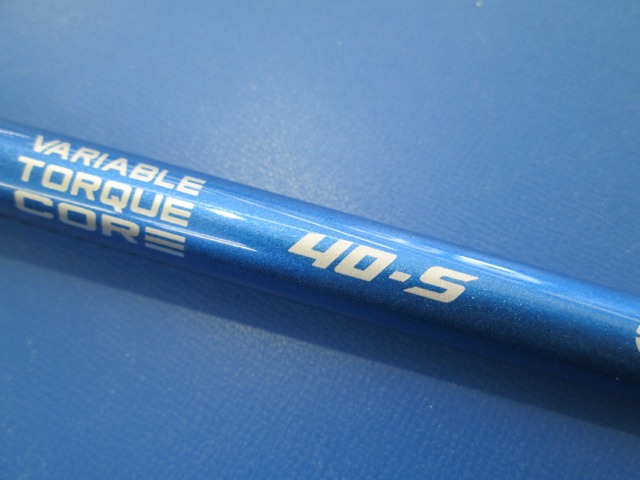 VARIABLE
TORQUE
CORE
40-S